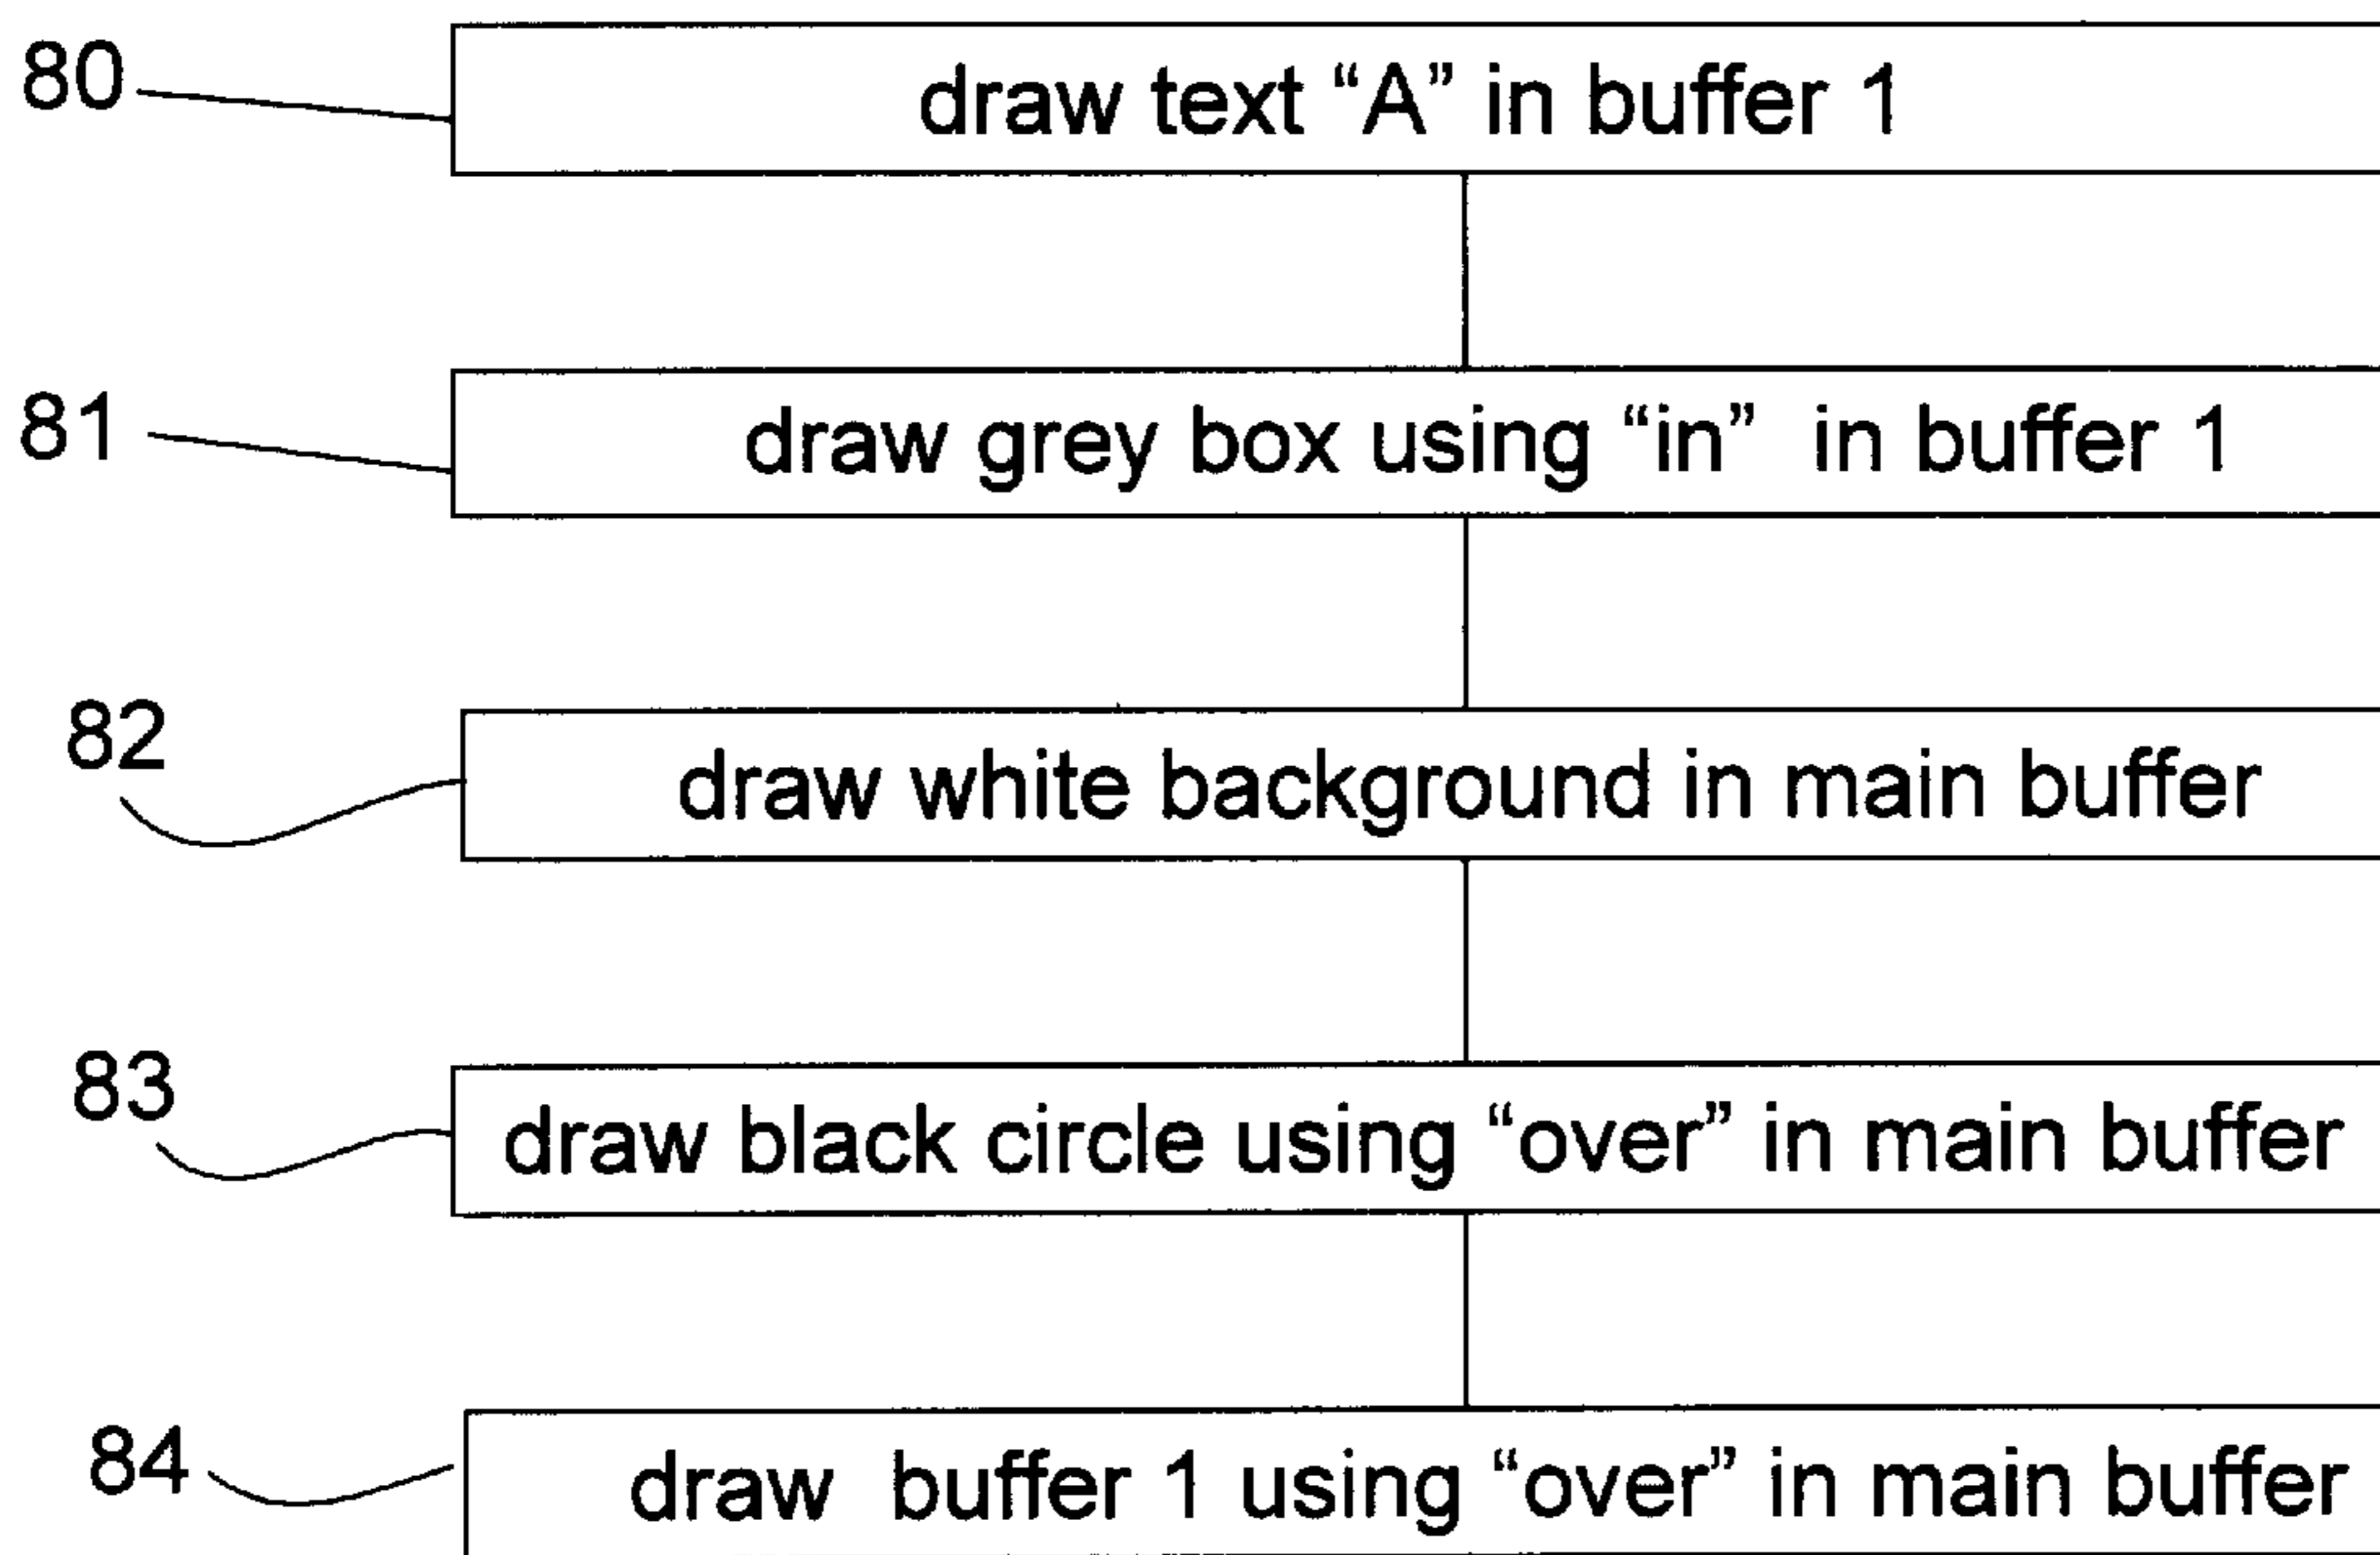 80 draw text “A” in buffer 1
81 draw grey box using “in” in buffer 1
82 draw white background in main buffer
83 draw black circle using “over” in main buffer
84 draw buffer 1 using “over” in main buffer